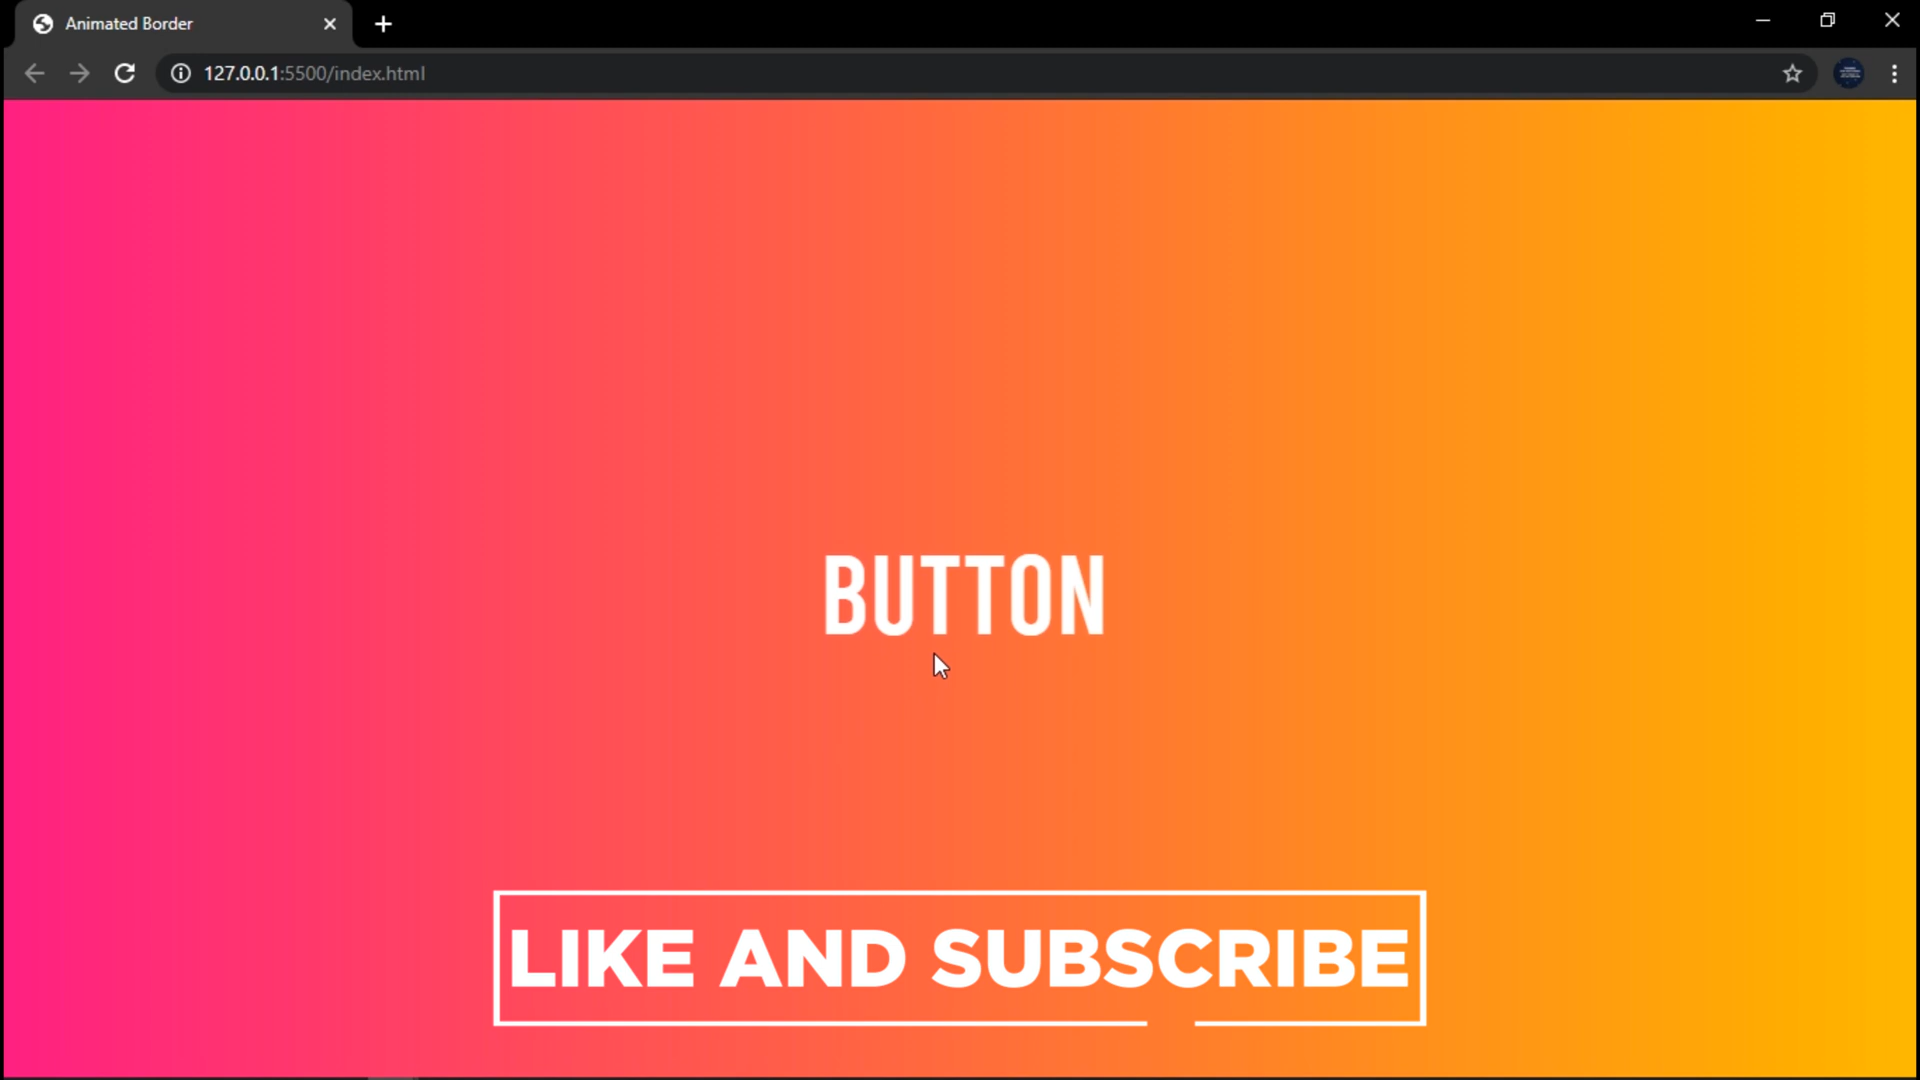 Animated Border
127.0.0.1:5500/index.html
BUTTON
LIKE AND SUBSCRIBE